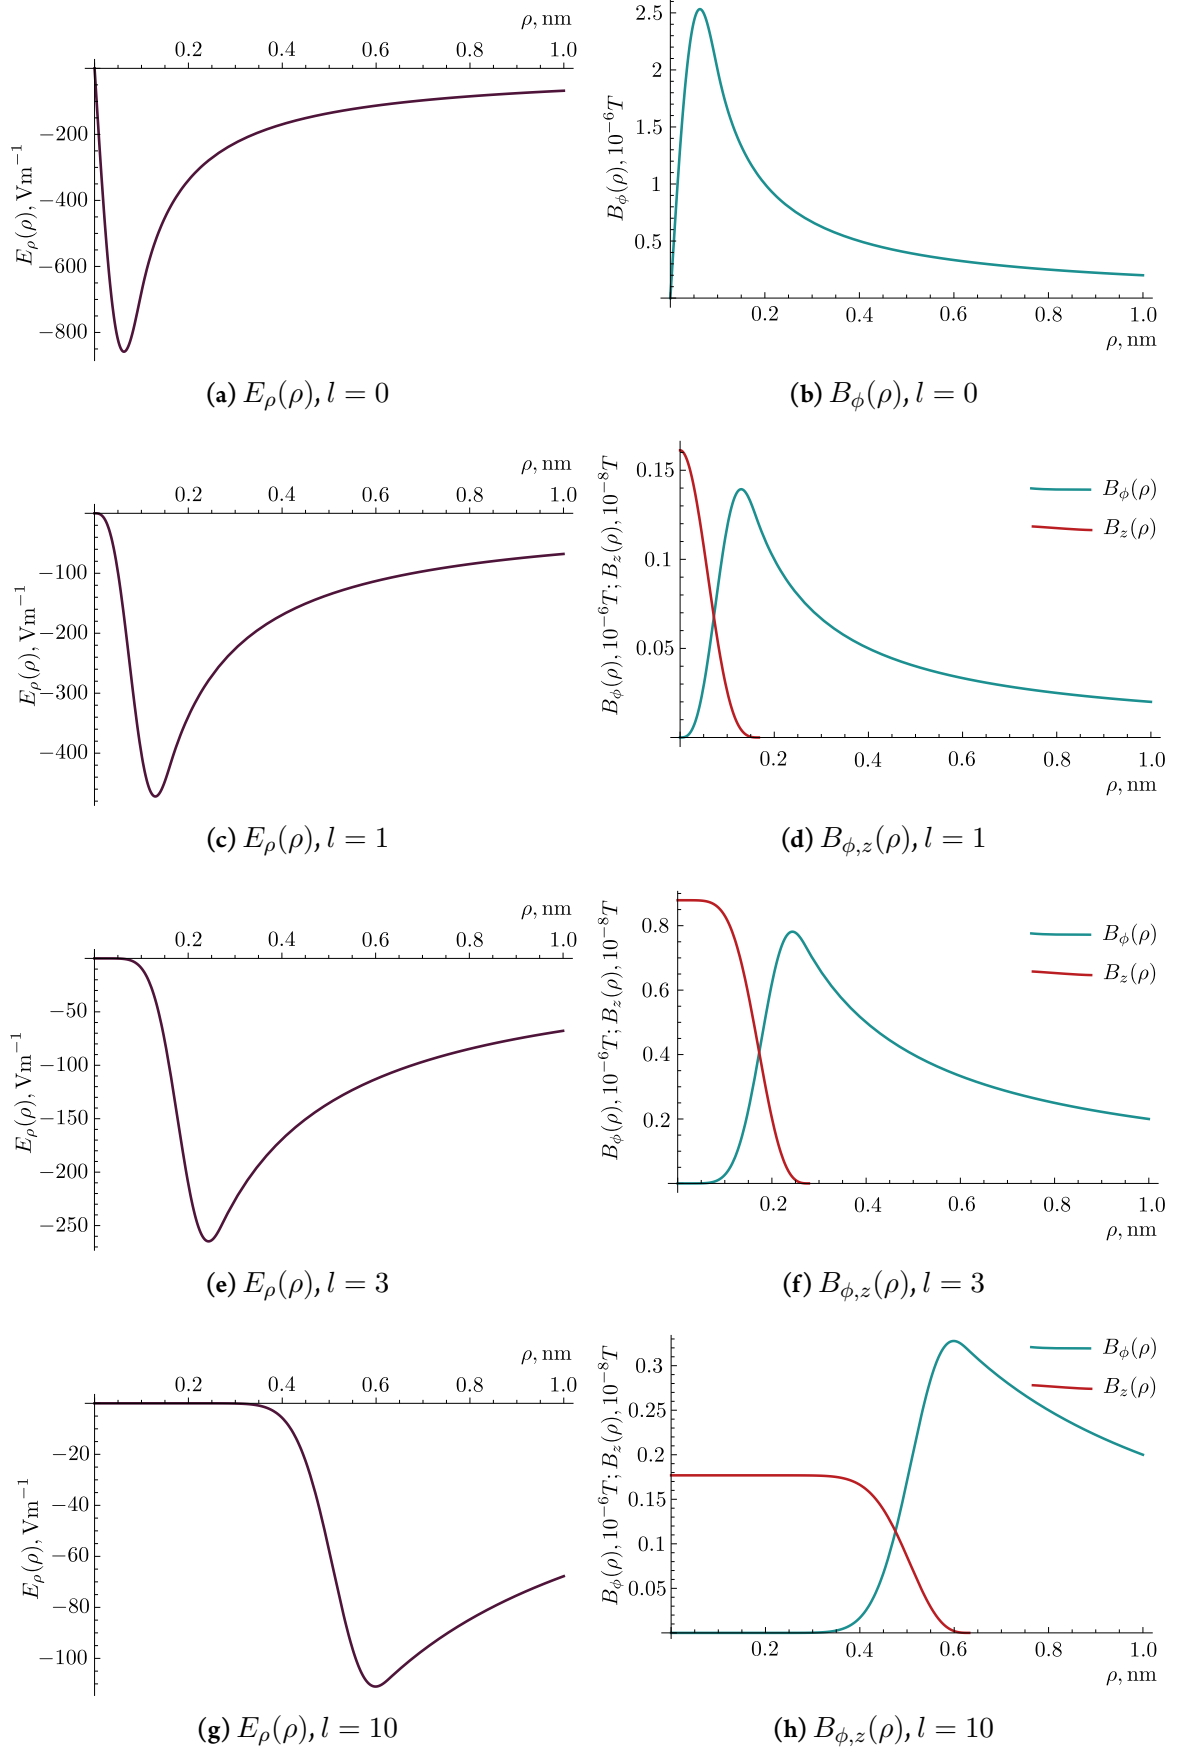 ρ, nm
0.2 0.4 0.6 0.8 1.0
−200
−400
−600
−800
E_ρ(ρ), Vm^−1
(a) E_ρ(ρ), l = 0
2.5
2
1.5
1
0.5
B_ϕ(ρ), 10^−6 T
0.2 0.4 0.6 0.8 1.0
ρ, nm
(b) B_ϕ(ρ), l = 0
ρ, nm
0.2 0.4 0.6 0.8 1.0
−100
−200
−300
−400
E_ρ(ρ), Vm^−1
(c) E_ρ(ρ), l = 1
0.15
0.1
0.05
B_ϕ(ρ), 10^−6 T; B_z(ρ), 10^−8 T
B_ϕ(ρ)
B_z(ρ)
0.2 0.4 0.6 0.8 1.0
ρ, nm
(d) B_ϕ,z(ρ), l = 1
ρ, nm
0.2 0.4 0.6 0.8 1.0
−50
−100
−150
−200
−250
E_ρ(ρ), Vm^−1
(e) E_ρ(ρ), l = 3
0.8
0.6
0.4
0.2
B_ϕ(ρ), 10^−6 T; B_z(ρ), 10^−8 T
B_ϕ(ρ)
B_z(ρ)
0.2 0.4 0.6 0.8 1.0
ρ, nm
(f) B_ϕ,z(ρ), l = 3
ρ, nm
0.2 0.4 0.6 0.8 1.0
−20
−40
−60
−80
−100
E_ρ(ρ), Vm^−1
(g) E_ρ(ρ), l = 10
0.3
0.25
0.2
0.15
0.1
0.05
B_ϕ(ρ), 10^−6 T; B_z(ρ), 10^−8 T
B_ϕ(ρ)
B_z(ρ)
0.2 0.4 0.6 0.8 1.0
ρ, nm
(h) B_ϕ,z(ρ), l = 10